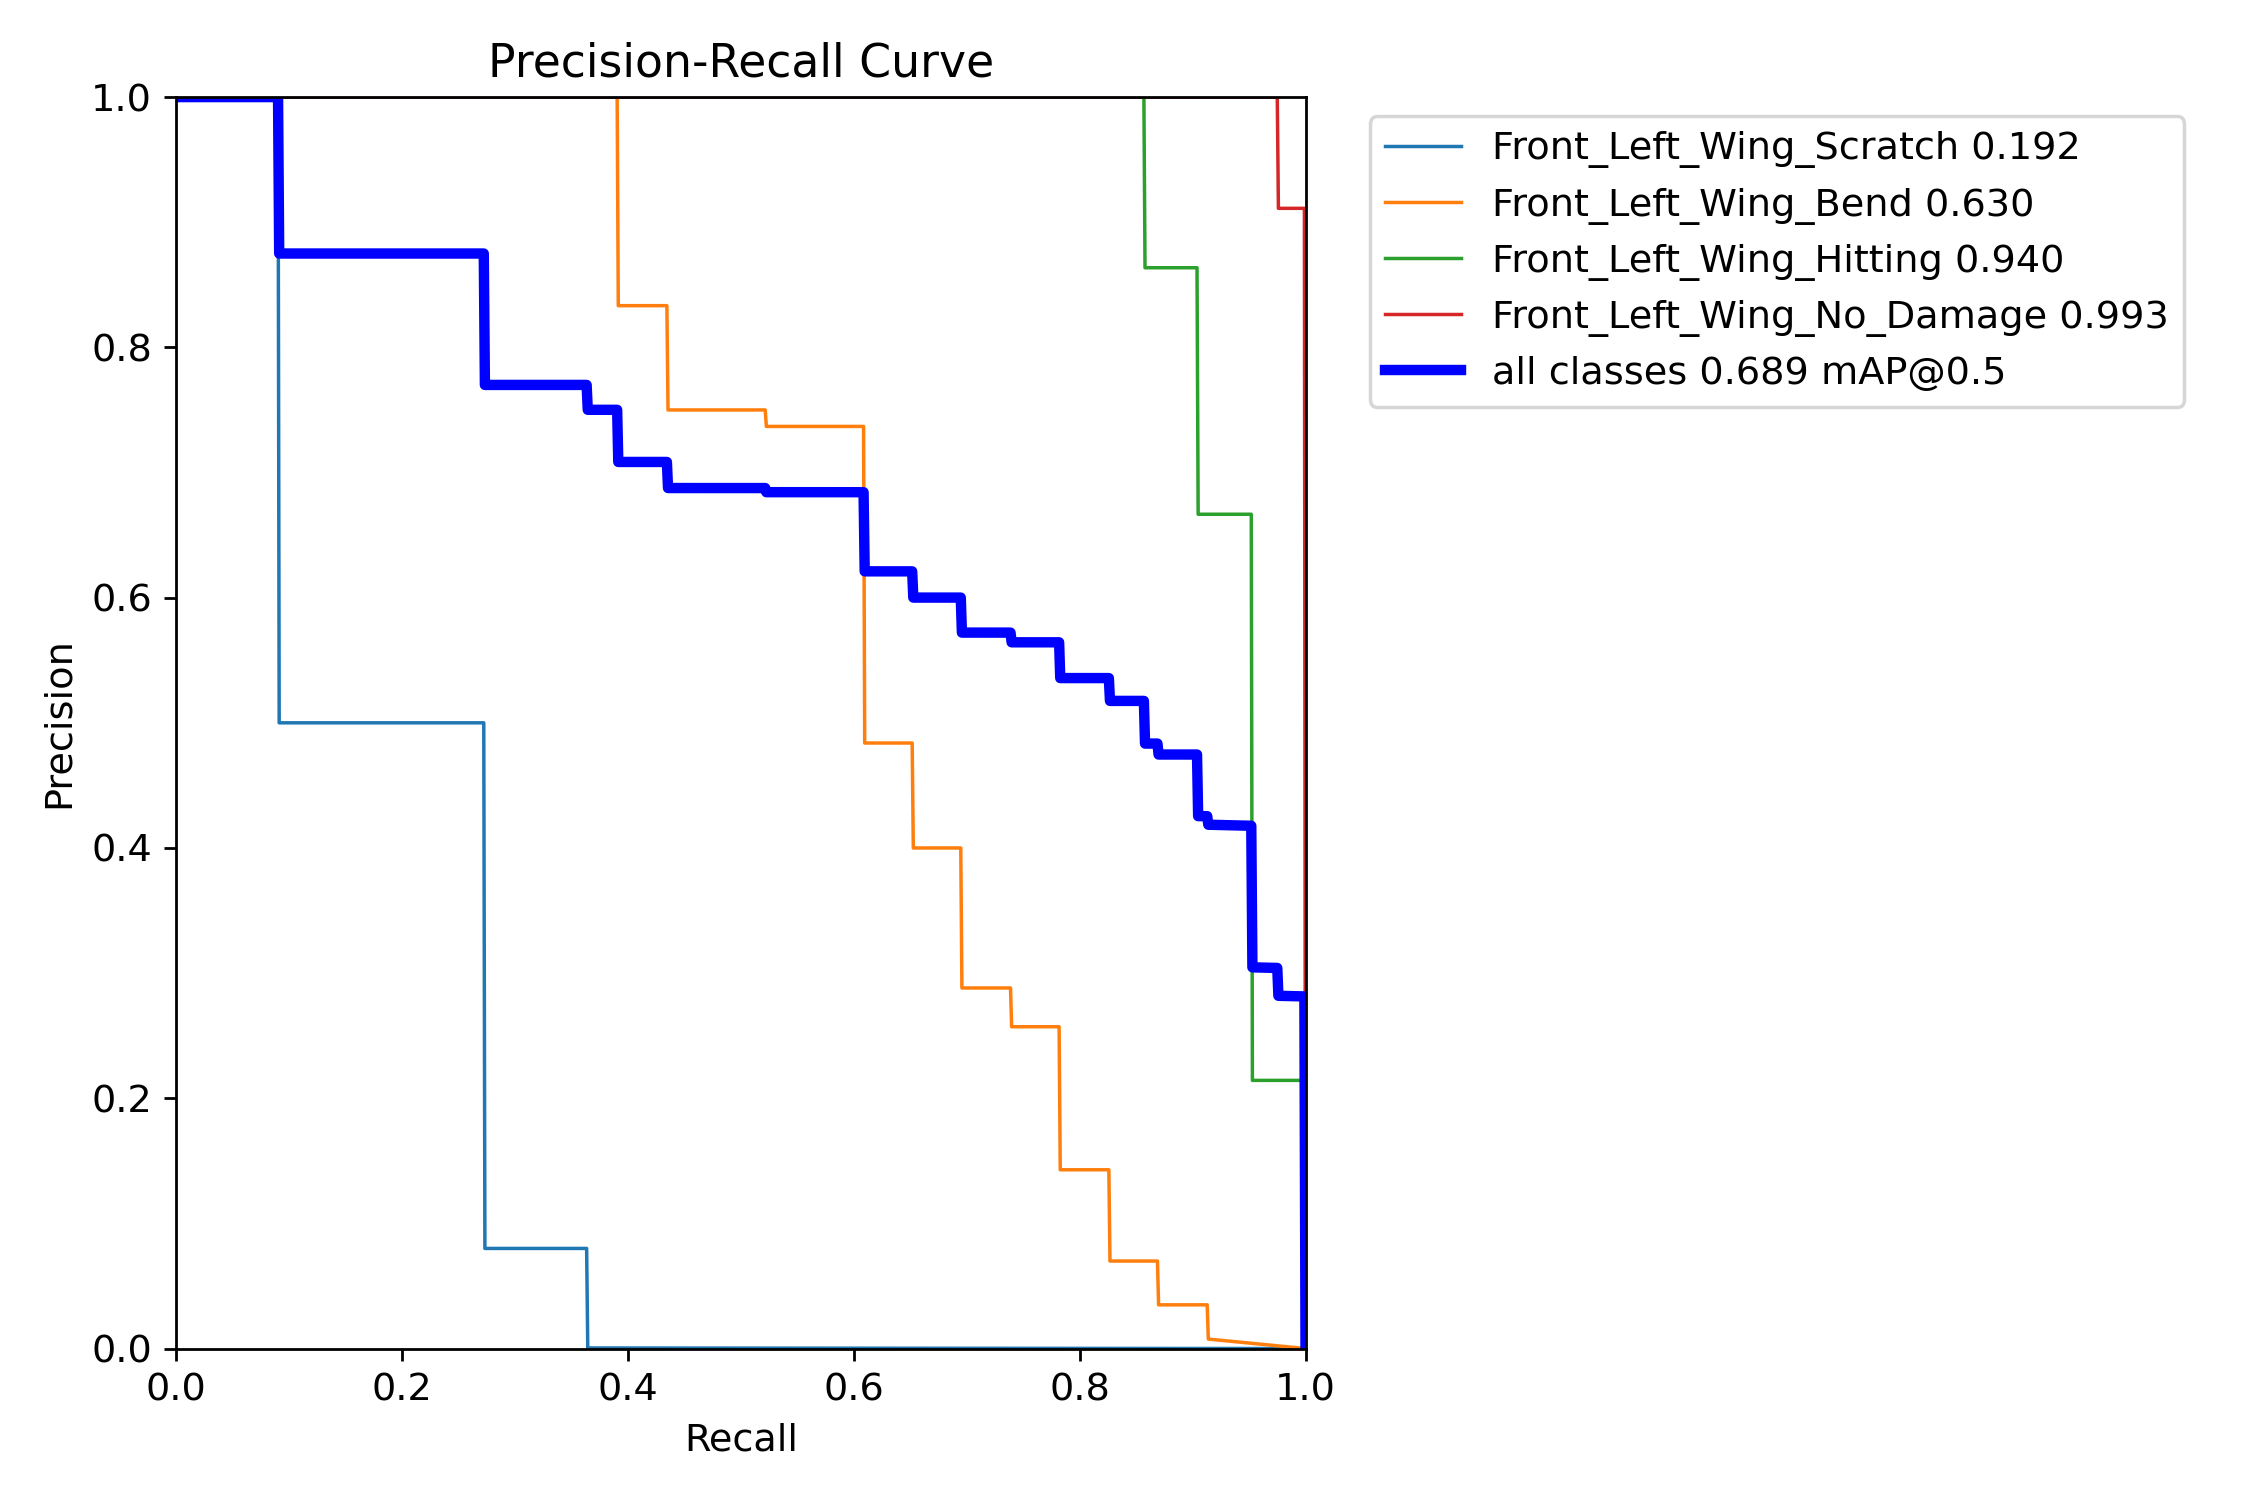 Precision-Recall Curve
1.0
0.8
0.6
0.4
0.2
0.0
Precision
0.0 0.2 0.4 0.6 0.8 1.0
Recall
Front_Left_Wing_Scratch 0.192
Front_Left_Wing_Bend 0.630
Front_Left_Wing_Hitting 0.940
Front_Left_Wing_No_Damage 0.993
all classes 0.689 mAP@0.5